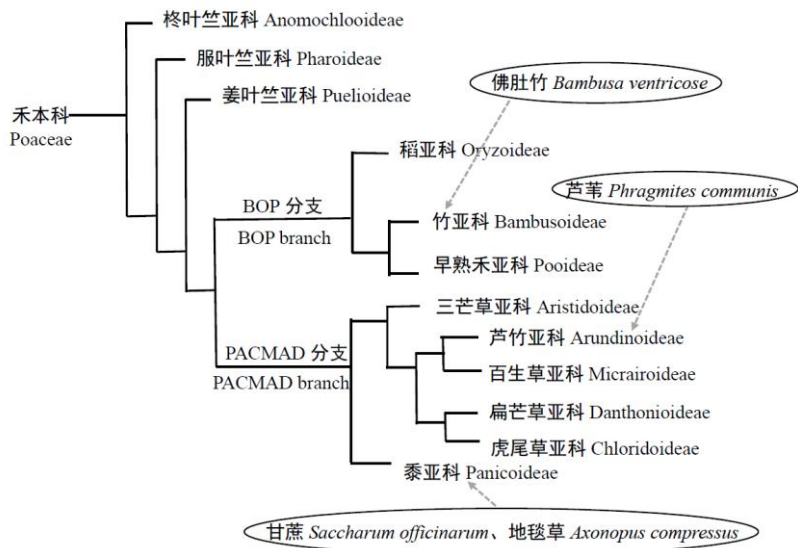 柊叶竺亚科 Anomochlooideae
服叶竺亚科 Pharoideae
佛肚竹 Bambusa ventricose
姜叶竺亚科 Puelioideae
禾本科
Poaceae
稻亚科 Oryzoideae
芦苇 Phragmites communis
BOP 分支
BOP branch
竹亚科 Bambusoideae
早熟禾亚科 Pooideae
三芒草亚科 Aristidoideae
芦竹亚科 Arundinoideae
PACMAD 分支
PACMAD branch
百生草亚科 Micrairoideae
扁芒草亚科 Danthonioideae
虎尾草亚科 Chloridoideae
黍亚科 Panicoideae
甘蔗 Saccharum officinarum、地毯草 Axonopus compressus